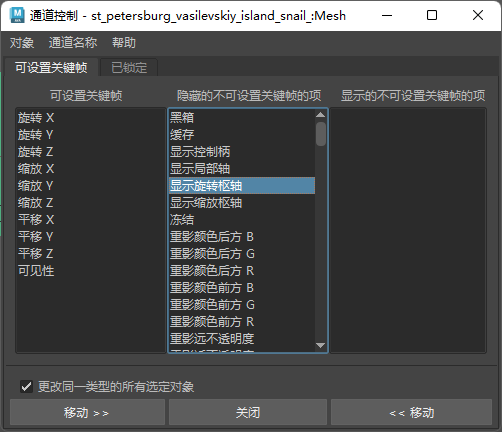 通道控制 - st_petersburg_vasilevskiy_island_snail_:Mesh
对象 通道名称 帮助
可设置关键帧 已锁定
可设置关键帧 隐藏的不可设置关键帧的项 显示的不可设置关键帧的项
旋转 X
旋转 Y
旋转 Z
缩放 X
缩放 Y
缩放 Z
平移 X
平移 Y
平移 Z
可见性
黑箱
缓存
显示控制柄
显示局部轴
显示旋转枢轴
显示缩放枢轴
冻结
重影颜色后方 B
重影颜色后方 G
重影颜色后方 R
重影颜色前方 B
重影颜色前方 G
重影颜色前方 R
重影远不透明度
更改同一类型的所有选定对象
移动 >> 关闭 << 移动